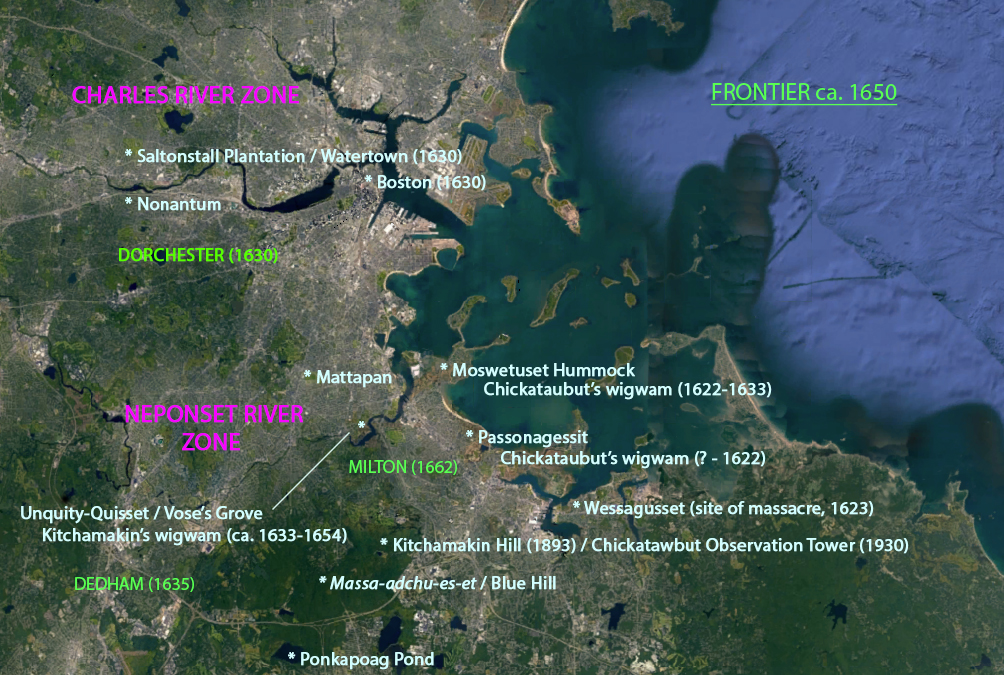 CHARLES RIVER ZONE
FRONTIER ca. 1650
* Saltonstall Plantation / Watertown (1630)
* Boston (1630)
* Nonantum
DORCHESTER (1630)
* Moswetuset Hummock
Chickataubut's wigwam (1622-1633)
* Mattapan
NEPONSET RIVER
ZONE
*
* Passonagessit
Chickataubut's wigwam (? - 1622)
MILTON (1662)
Unquity-Quisset / Vose's Grove
Kitchamakin's wigwam (ca. 1633-1654)
* Wessagusset (site of massacre, 1623)
* Kitchamakin Hill (1893) / Chickatawbut Observation Tower (1930)
DEDHAM (1635)
* Massa-adchu-es-et / Blue Hill
* Ponkapoag Pond